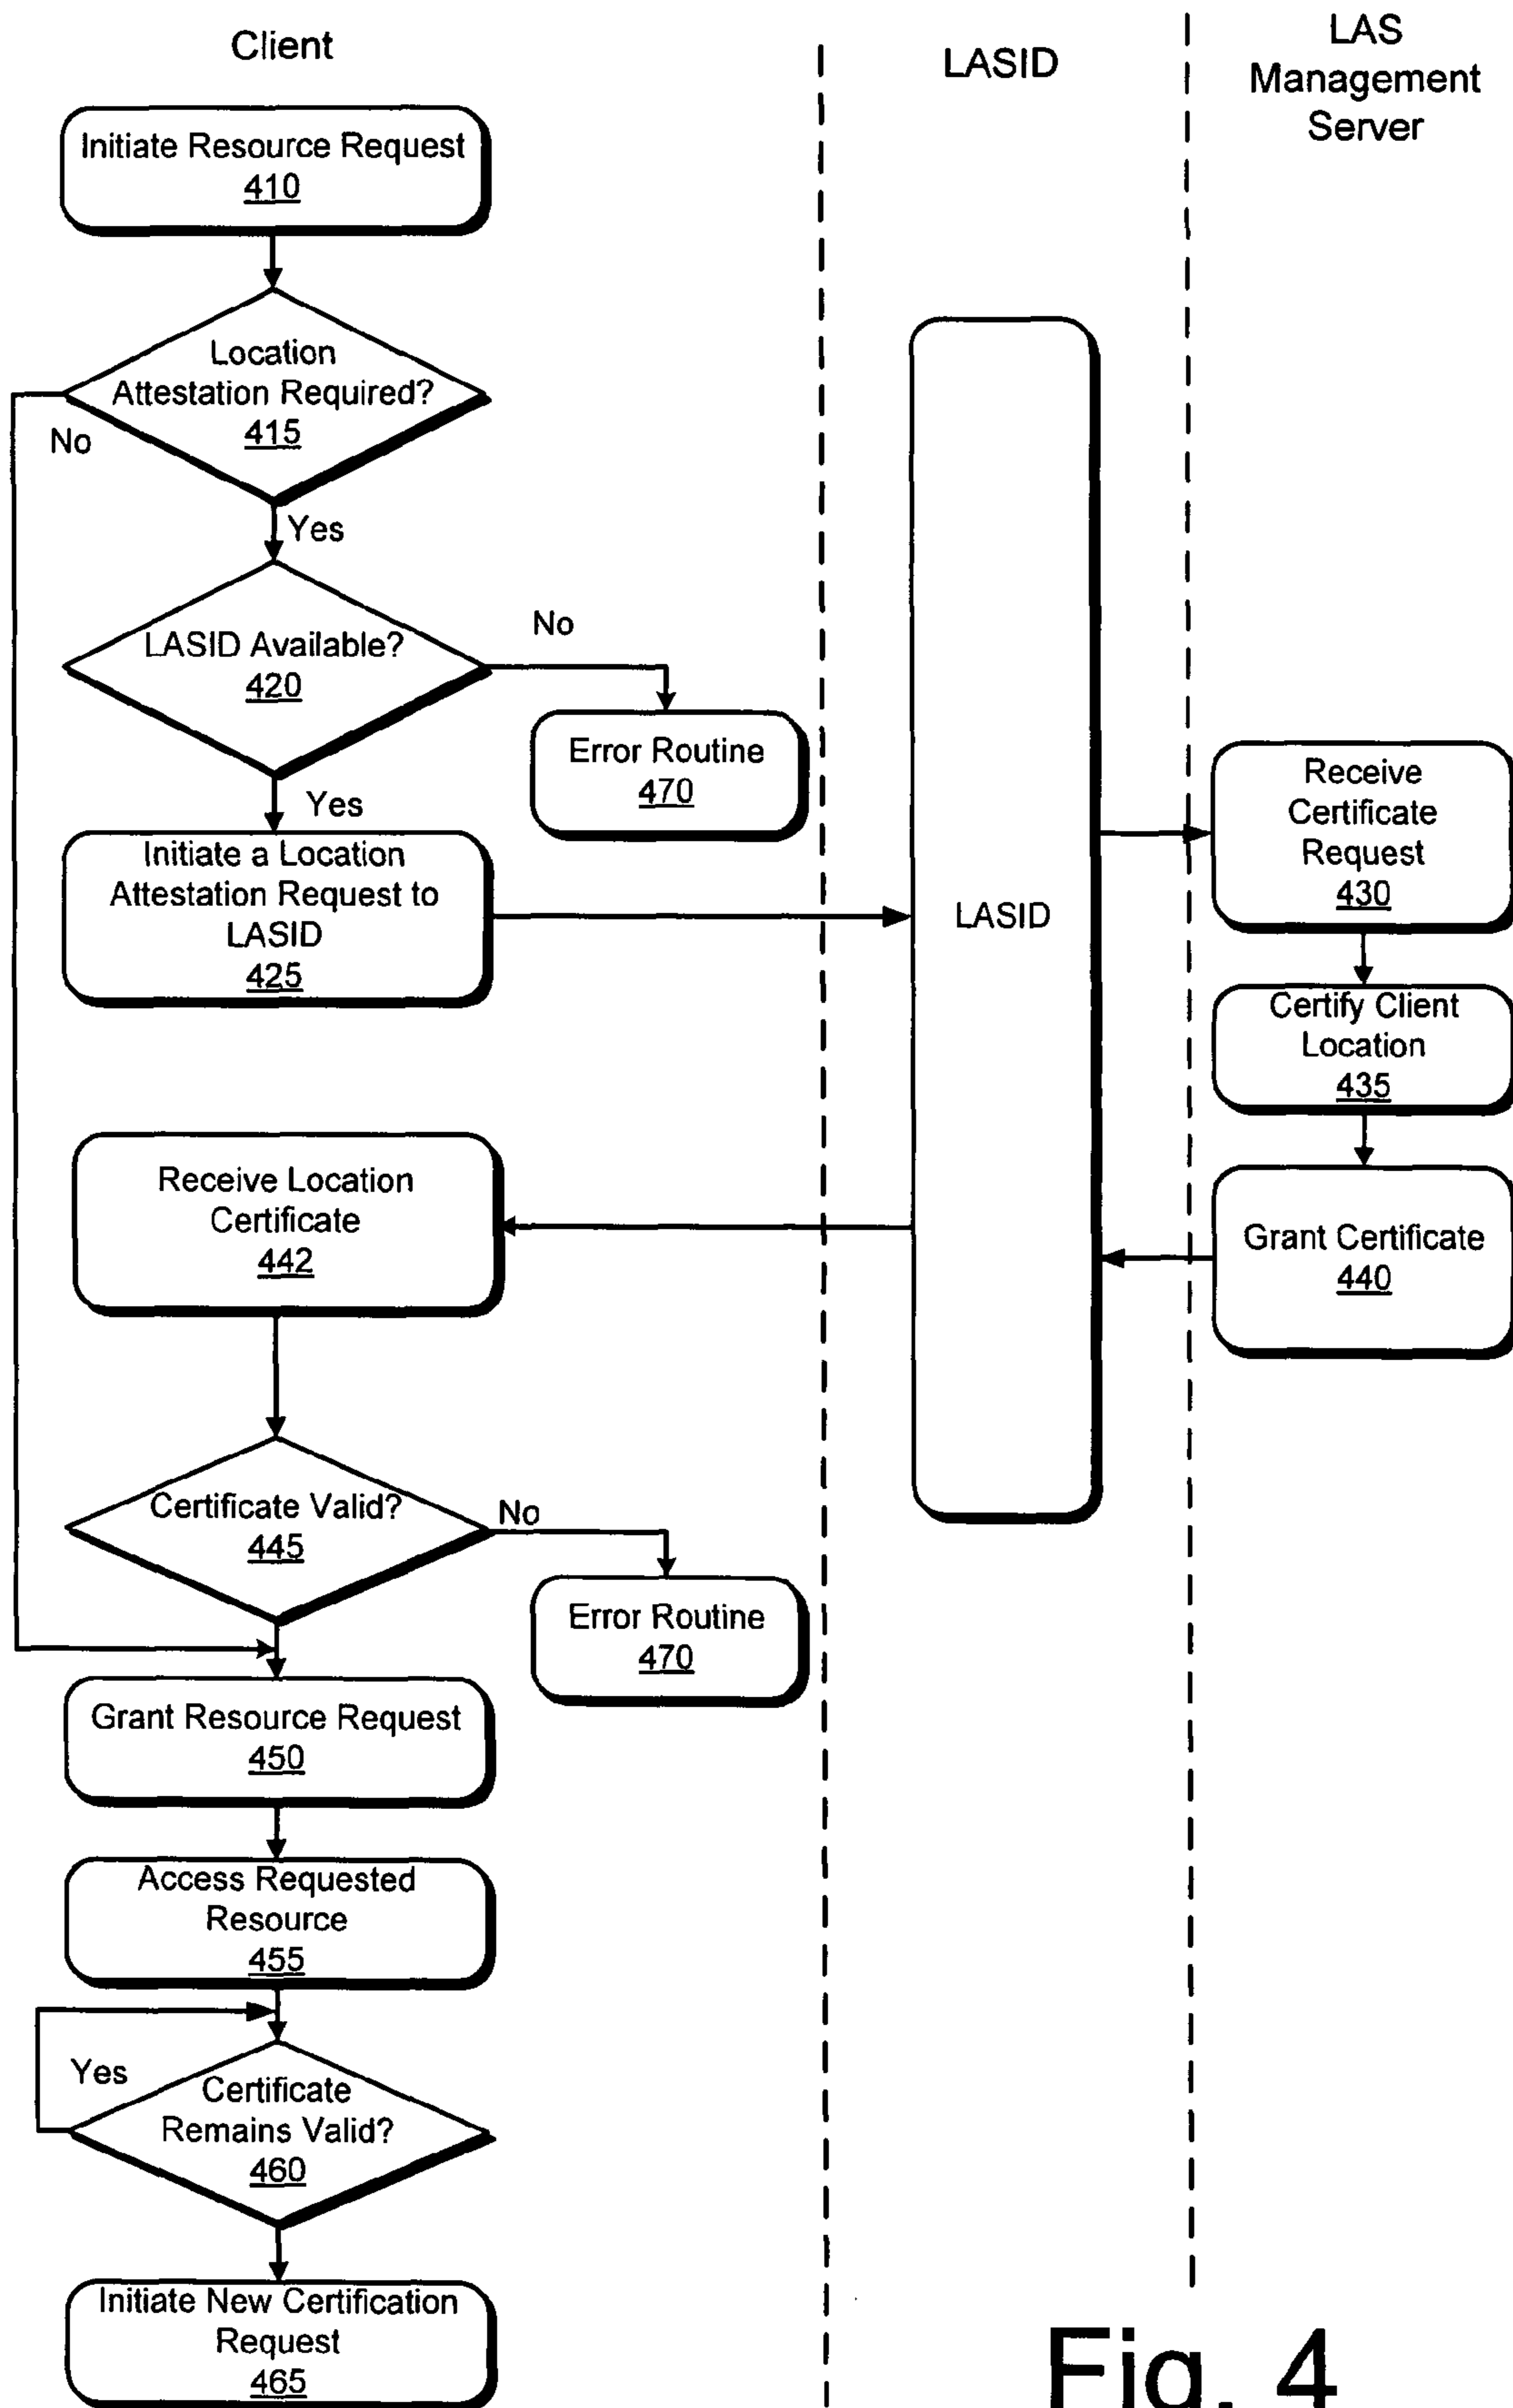 Client
LASID
LAS
Management
Server
Initiate Resource Request
410
Location
Attestation Required?
415
No
Yes
LASID Available?
420
No
Error Routine
470
Yes
Initiate a Location
Attestation Request to
LASID
425
LASID
Receive
Certificate
Request
430
Certify Client
Location
435
Grant Certificate
440
Receive Location
Certificate
442
Certificate Valid?
445
No
Error Routine
470
Grant Resource Request
450
Access Requested
Resource
455
Yes
Certificate
Remains Valid?
460
Initiate New Certification
Request
465
Fig. 4